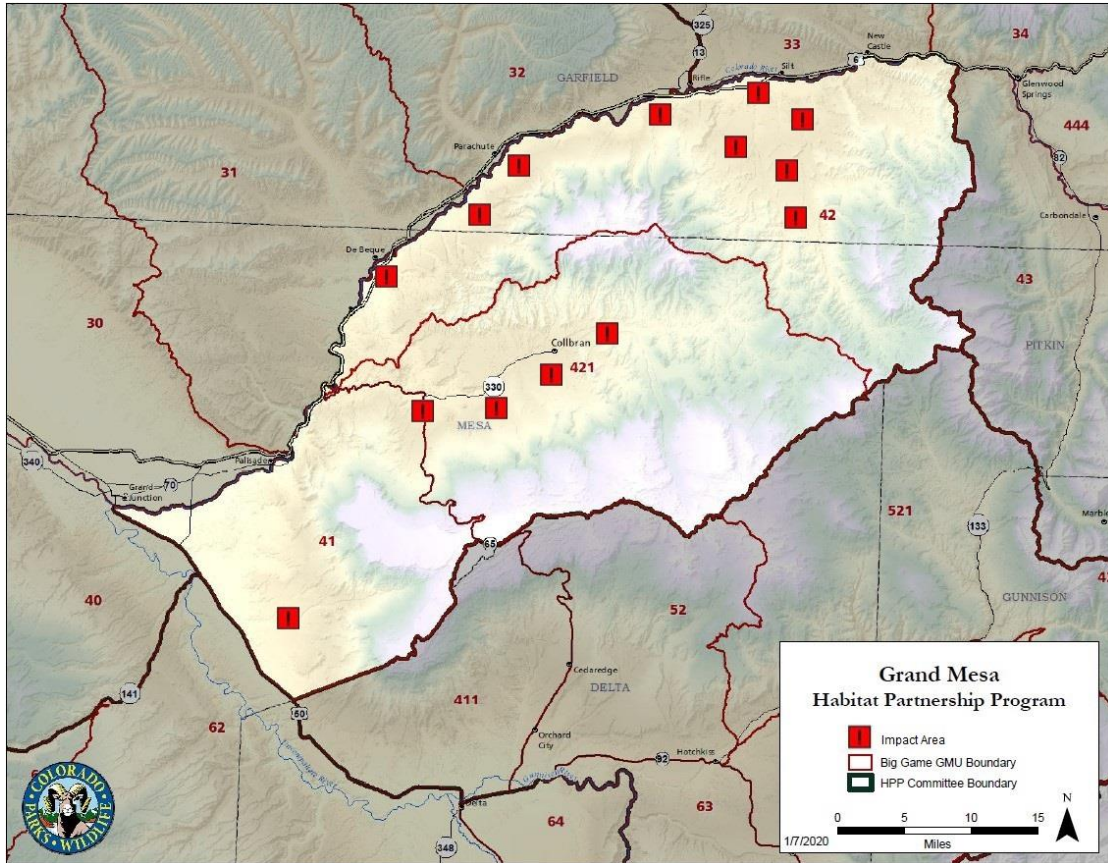 325
13
33
New
Castle
34
32
GARFIELD
Colorado River
Silt
6
Rifle
Glenwood
Springs
444
82
Parachute
31
42
Carbondale
De Beque
43
30
PITKIN
Collbran
421
330
MESA
340
Palisade
70
Grand
Junction
41
65
521
133
Marble
40
52
GUNNISON
Cedaredge
DELTA
141
411
62
50
Orchard
City
Hotchkiss
92
Delta
63
64
348
COLORADO
PARKS • WILDLIFE
Grand Mesa
Habitat Partnership Program
Impact Area
Big Game GMU Boundary
HPP Committee Boundary
N
0 5 10 15
Miles
1/7/2020